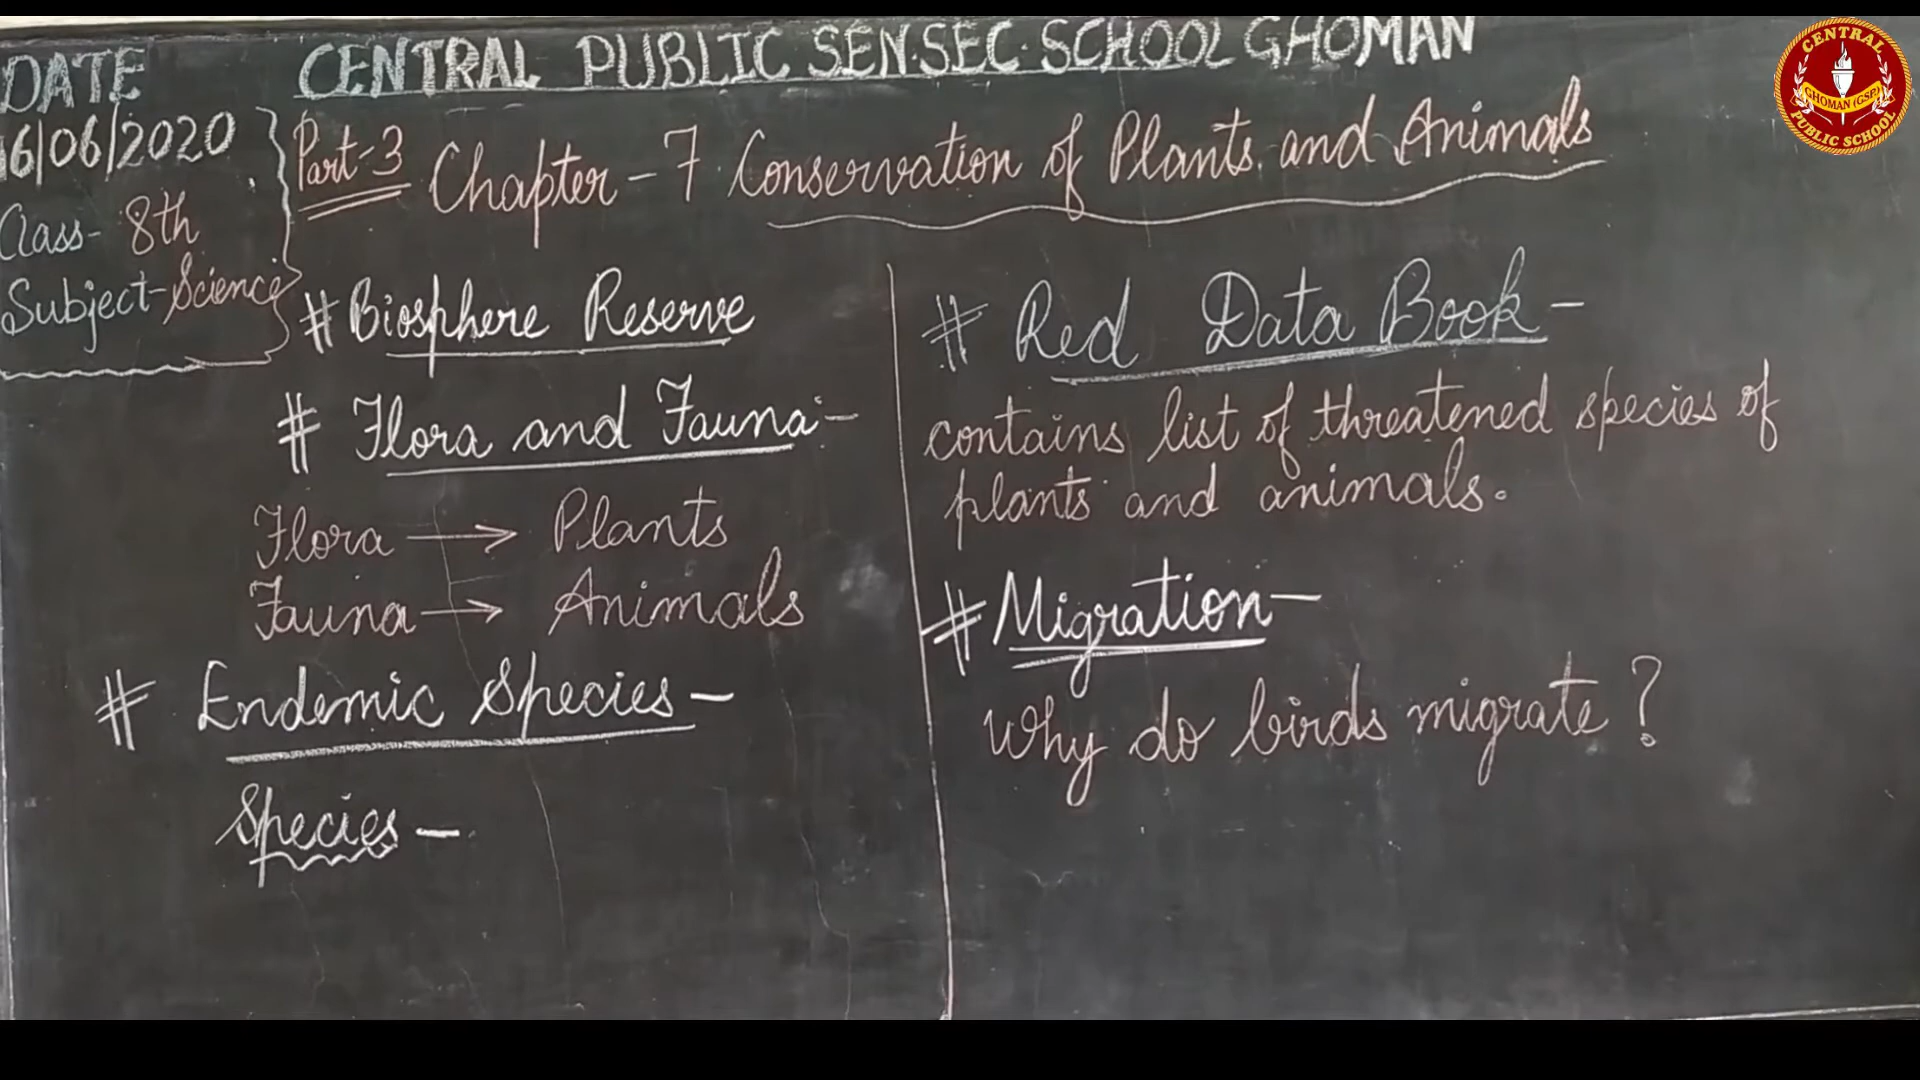 DATE
16/06/2020
Class- 8th
Subject-Science
CENTRAL PUBLIC SEN.SEC.SCHOOL GHOMAN
Part-3 Chapter-7 Conservation of Plants and Animals
# Biosphere Reserve
# Flora and Fauna:-
Flora → Plants
Fauna → Animals
# Endemic Species-
Species-
# Red Data Book-
contains list of threatened species of
plants and animals.
# Migration-
Why do birds migrate?
CENTRAL
GHOMAN (GSP)
PUBLIC SCHOOL